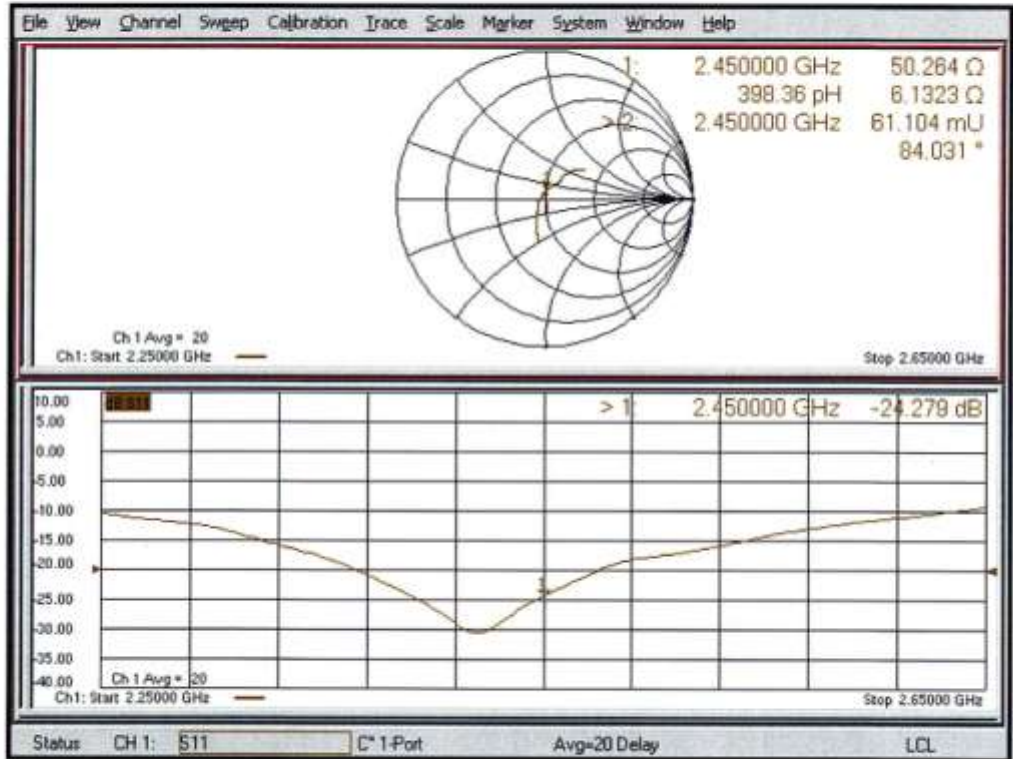 File View Channel Sweep Calibration Trace Scale Marker System Window Help
1: 2.450000 GHz 50.264 Ω
398.36 pH 6.1323 Ω
> 2: 2.450000 GHz 61.104 mU
84.031 °
1
Ch 1 Avg = 20
Ch1: Start 2.25000 GHz
Stop 2.65000 GHz
10.00
5.00
0.00
-5.00
-10.00
-15.00
-20.00
-25.00
-30.00
-35.00
-40.00
> 1: 2.450000 GHz -24.279 dB
1
Ch 1 Avg = 20
Ch1: Start 2.25000 GHz
Stop 2.65000 GHz
Status CH 1: S11 C* 1-Port Avg=20 Delay LCL